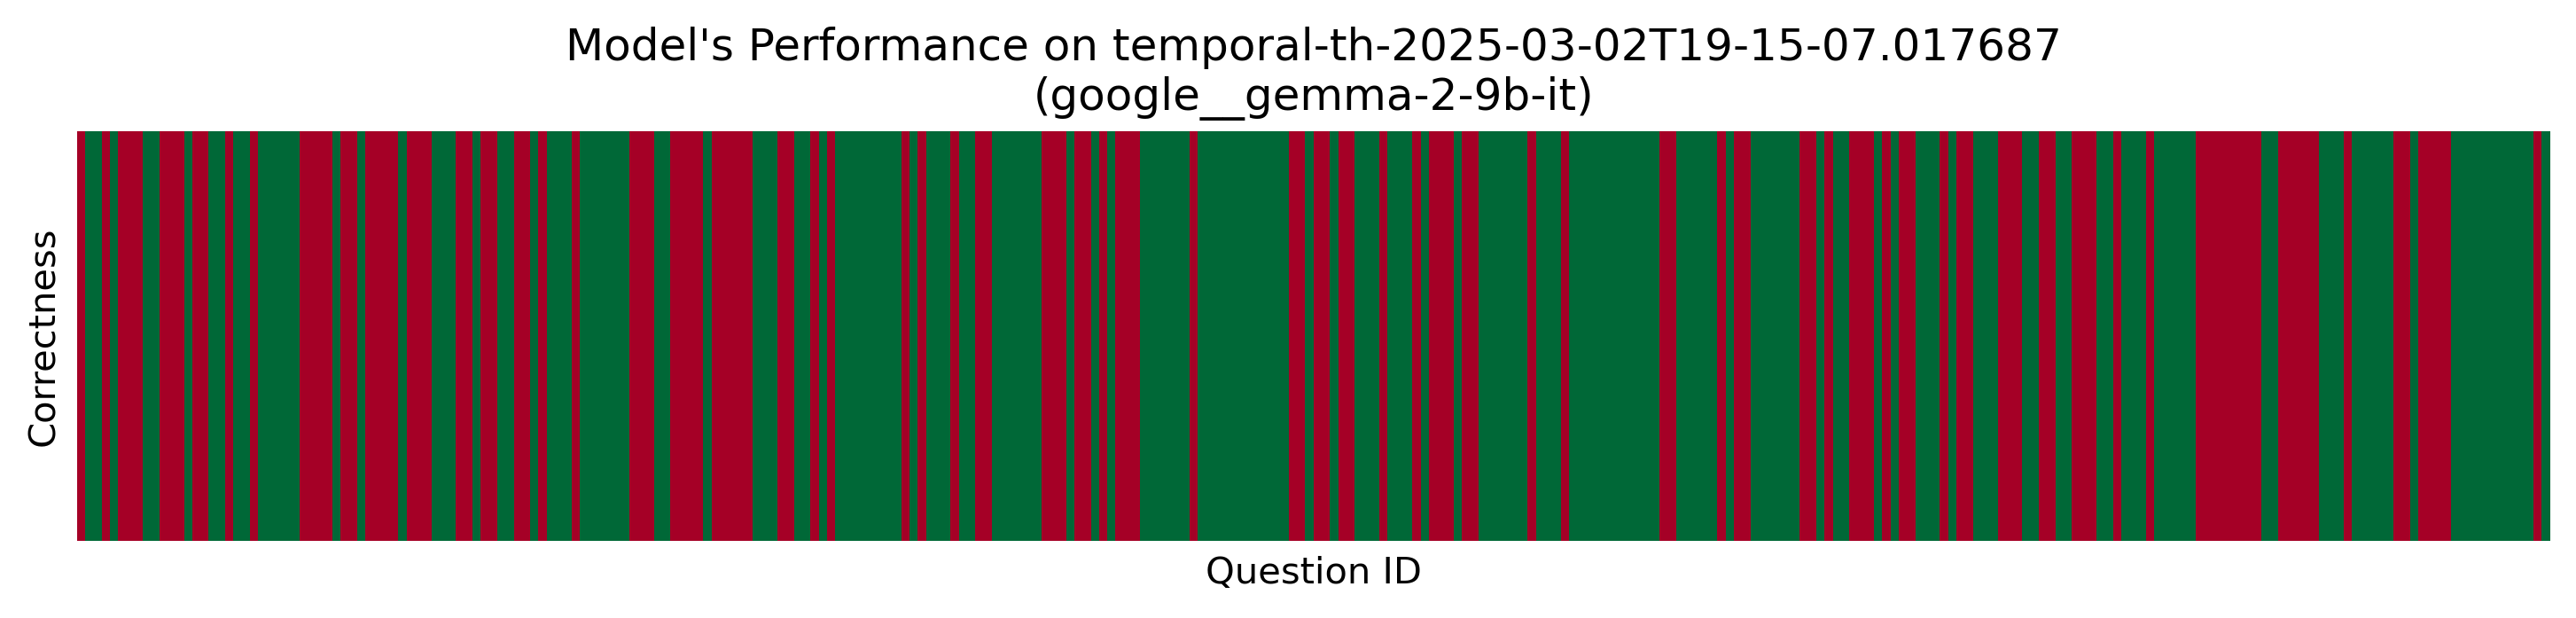 Model's Performance on temporal-th-2025-03-02T19-15-07.017687
(google__gemma-2-9b-it)
Correctness
Question ID